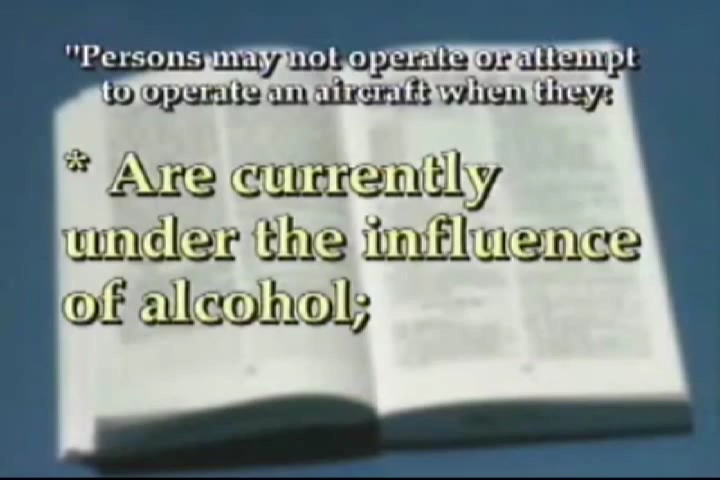 "Persons may not operate or attempt
to operate an aircraft when they:
* Are currently
under the influence
of alcohol;